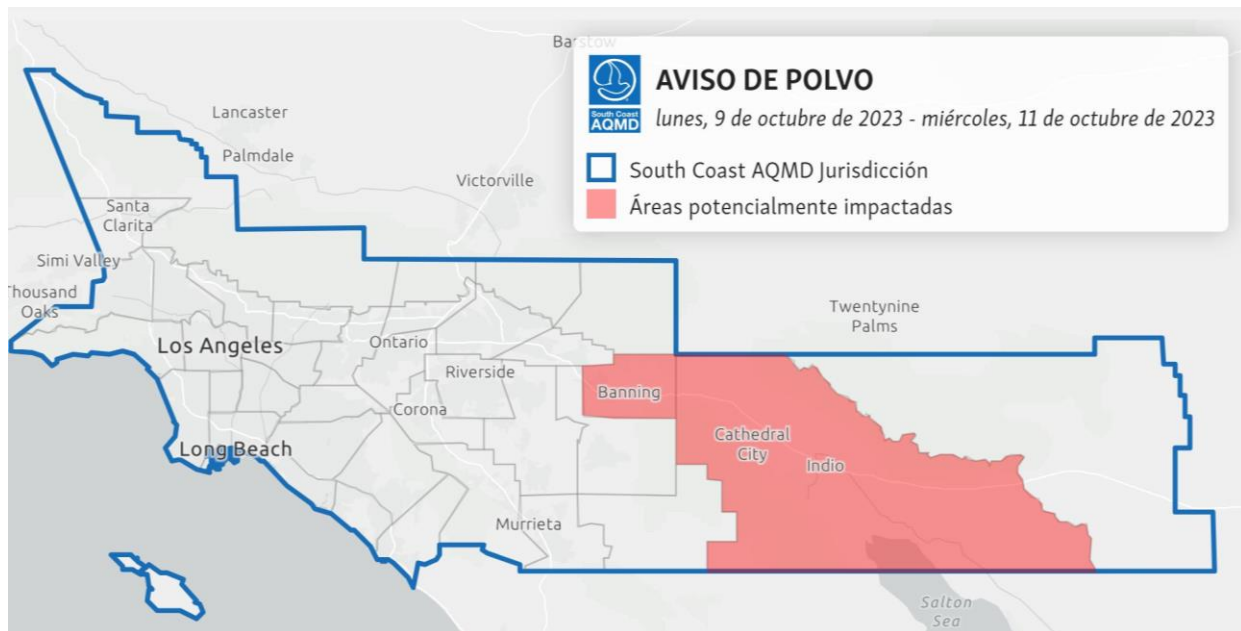 Barstow
AVISO DE POLVO
South Coast
AQMD
lunes, 9 de octubre de 2023 - miércoles, 11 de octubre de 2023
South Coast AQMD Jurisdicción
Áreas potencialmente impactadas
Lancaster
Palmdale
Victorville
Santa
Clarita
Simi Valley
Thousand
Oaks
Twentynine
Palms
Los Angeles
Ontario
Riverside
Banning
Corona
Cathedral
City
Long Beach
Indio
Murrieta
Salton
Sea